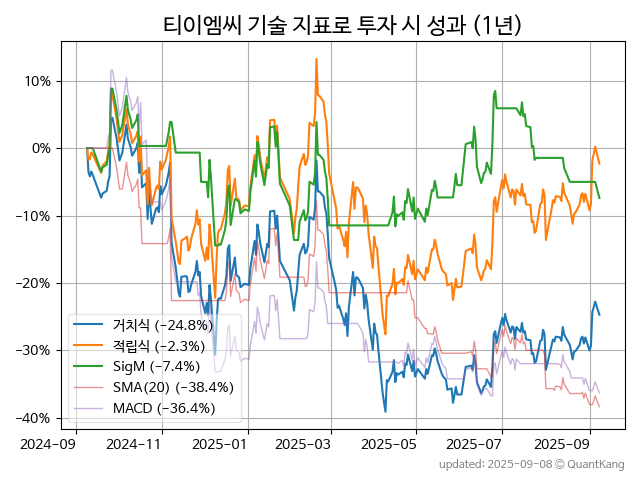 티이엠씨 기술 지표로 투자 시 성과 (1년)
10%
0%
−10%
−20%
−30%
−40%
거치식 (−24.8%)
적립식 (−2.3%)
SigM (−7.4%)
SMA(20) (−38.4%)
MACD (−36.4%)
2024-09 2024-11 2025-01 2025-03 2025-05 2025-07 2025-09
updated: 2025-09-08 © QuantKang